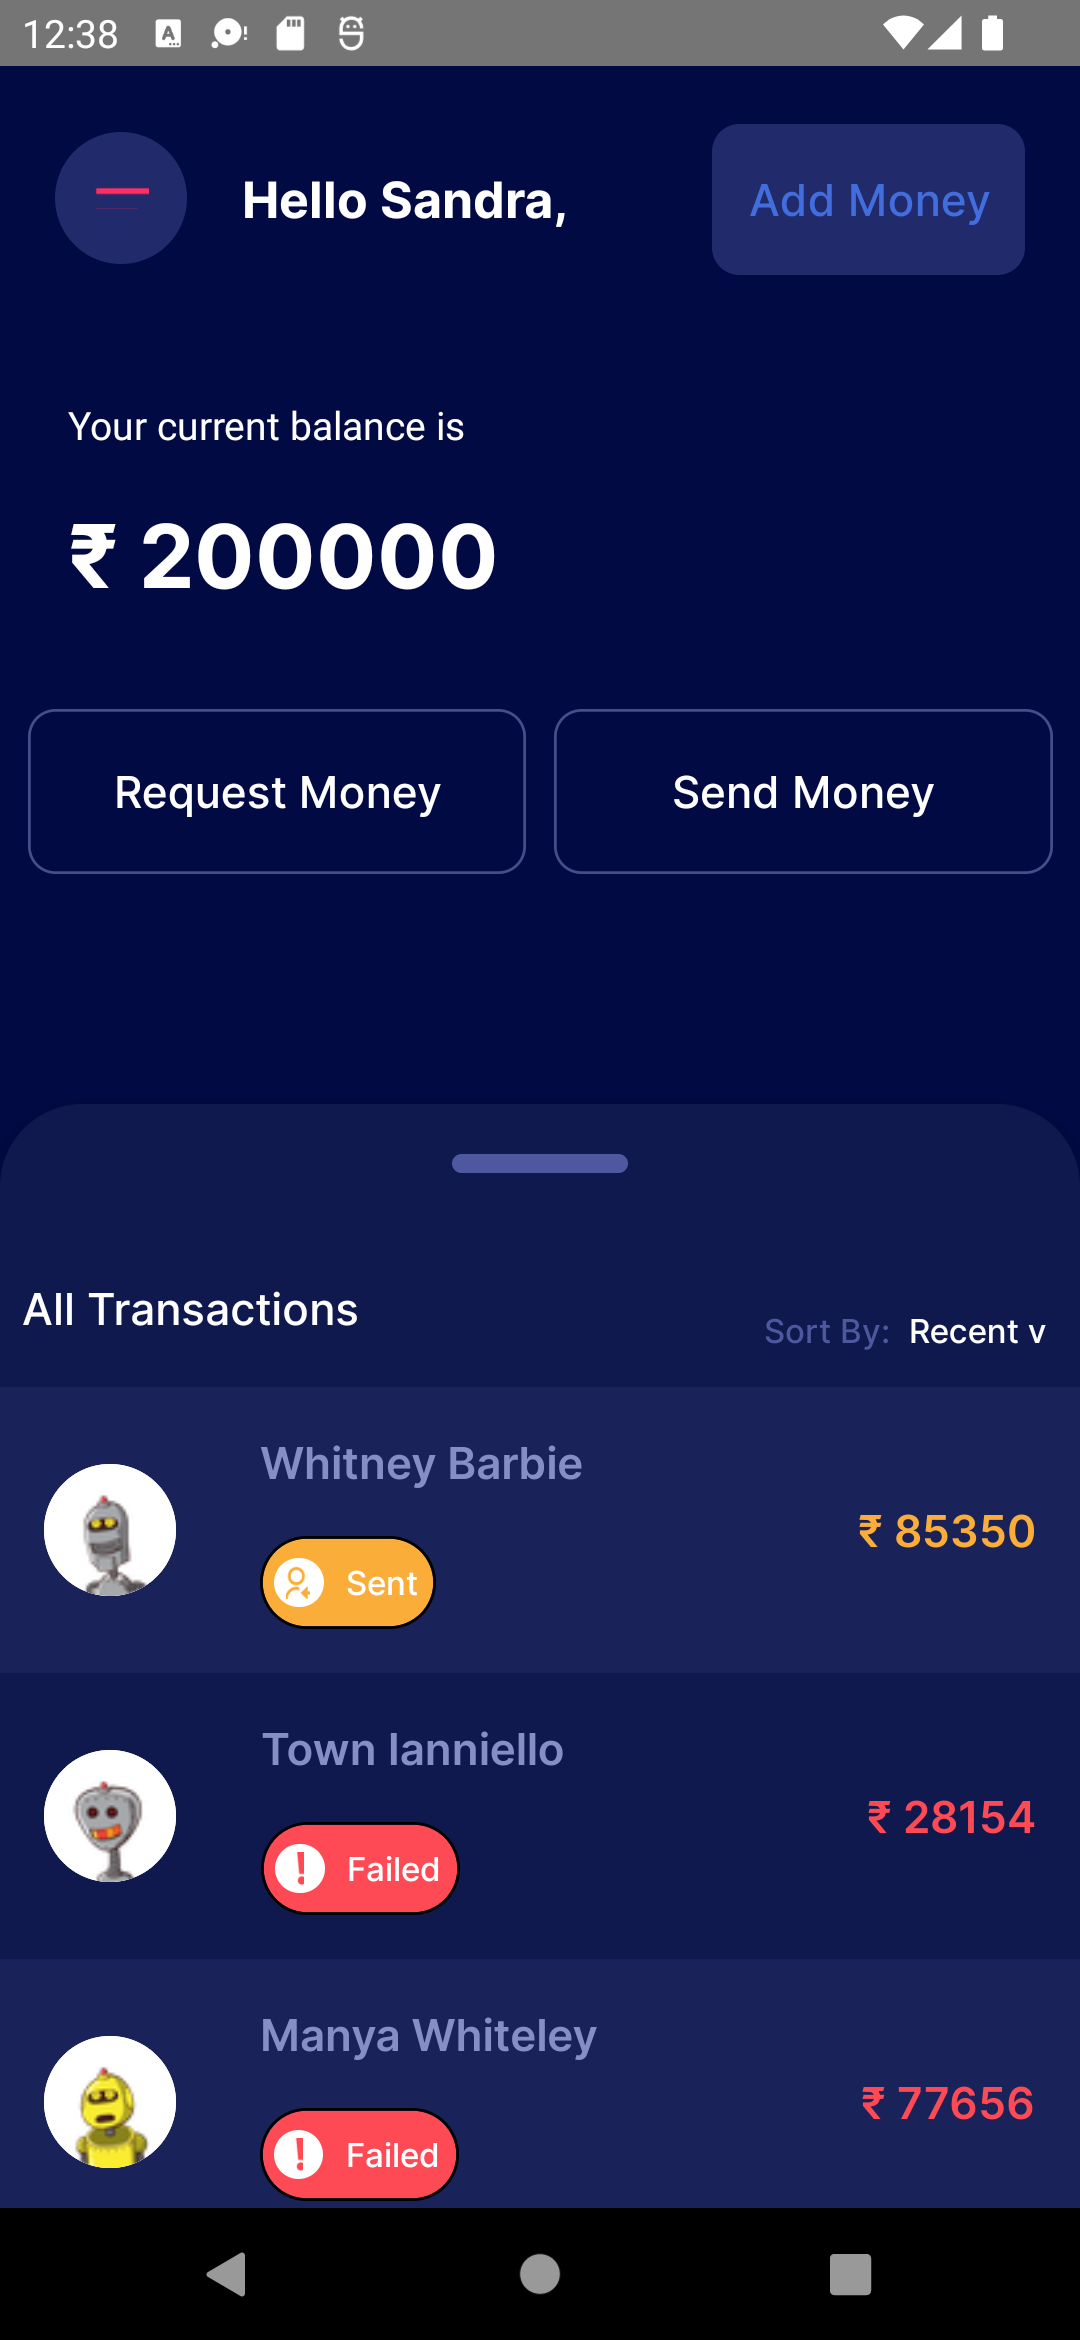 12:38
Hello Sandra,
Add Money
Your current balance is
₹ 200000
Request Money
Send Money
All Transactions
Sort By: Recent v
Whitney Barbie
₹ 85350
Sent
Town Ianniello
₹ 28154
Failed
Manya Whiteley
₹ 77656
Failed